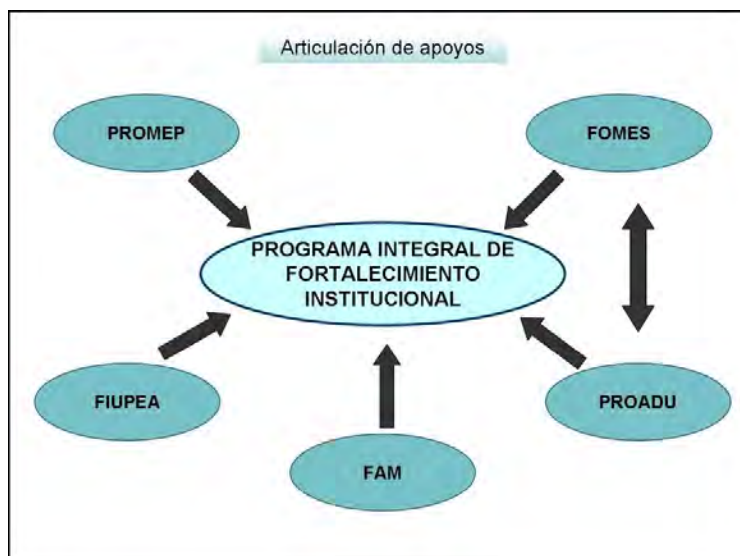 Articulación de apoyos
PROMEP
FOMES
PROGRAMA INTEGRAL DE
FORTALECIMIENTO
INSTITUCIONAL
FIUPEA
PROADU
FAM